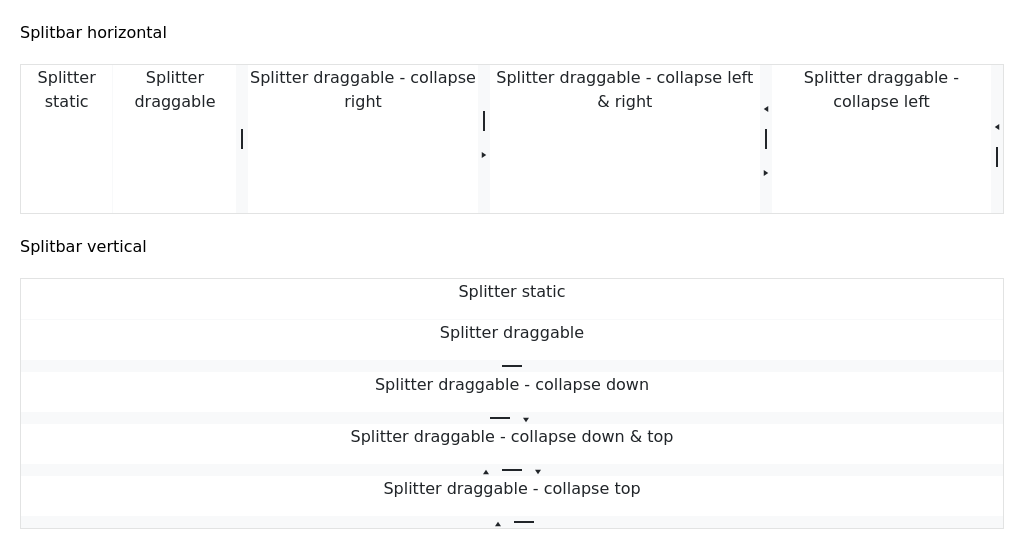 Splitbar horizontal
Splitter
static
Splitter
draggable
Splitter draggable - collapse
right
Splitter draggable - collapse left
& right
Splitter draggable -
collapse left
Splitbar vertical
Splitter static
Splitter draggable
Splitter draggable - collapse down
Splitter draggable - collapse down & top
Splitter draggable - collapse top